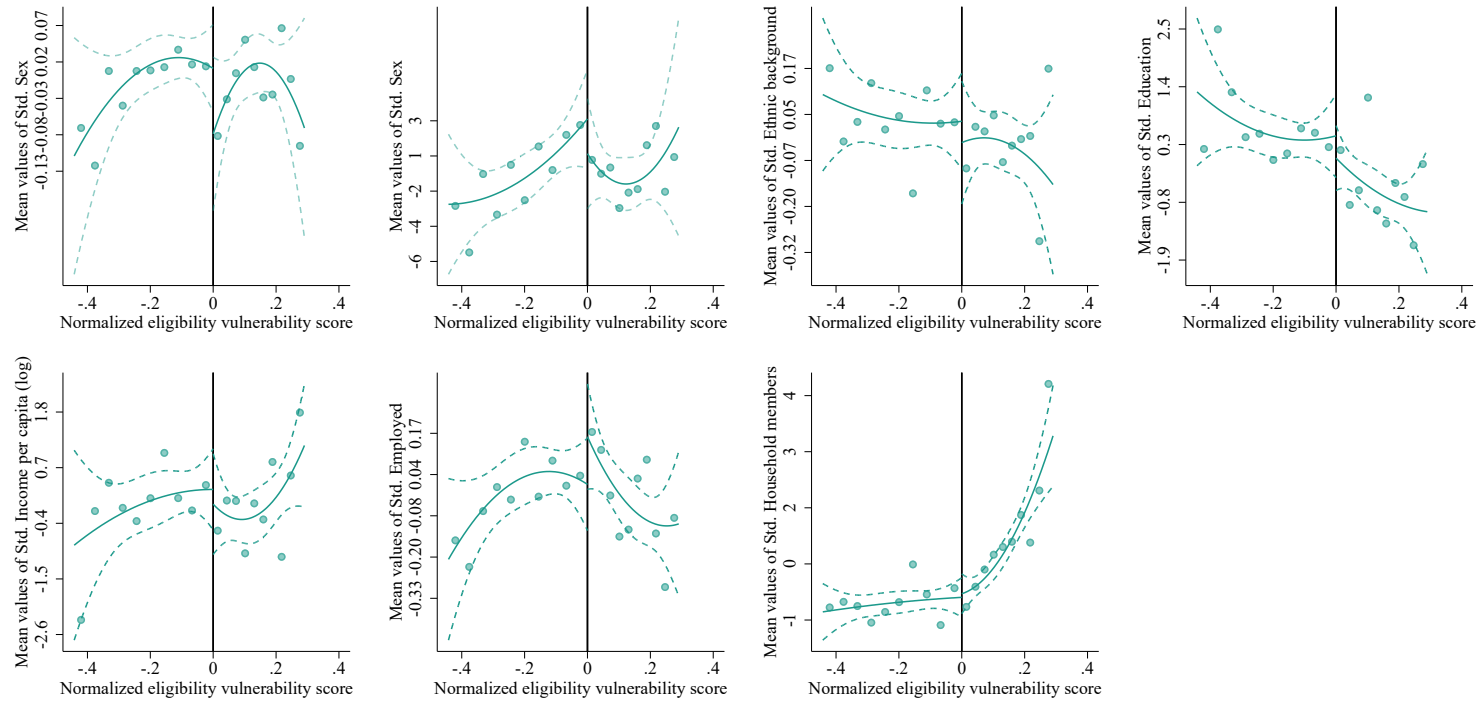 Mean values of Std. Sex
-0.13 -0.08 -0.03 0.02 0.07
-.4 -.2 0 .2 .4
Normalized eligibility vulnerability score
Mean values of Std. Sex
-6 -4 -2 1 3
-.4 -.2 0 .2 .4
Normalized eligibility vulnerability score
Mean values of Std. Ethnic background
-0.32 -0.20 -0.07 0.05 0.17
-.4 -.2 0 .2 .4
Normalized eligibility vulnerability score
Mean values of Std. Education
-1.9 -0.8 0.3 1.4 2.5
-.4 -.2 0 .2 .4
Normalized eligibility vulnerability score
Mean values of Std. Income per capita (log)
-2.6 -1.5 -0.4 0.7 1.8
-.4 -.2 0 .2 .4
Normalized eligibility vulnerability score
Mean values of Std. Employed
-0.33 -0.20 -0.08 0.04 0.17
-.4 -.2 0 .2 .4
Normalized eligibility vulnerability score
Mean values of Std. Household members
-1 0 1 2 3 4
-.4 -.2 0 .2 .4
Normalized eligibility vulnerability score